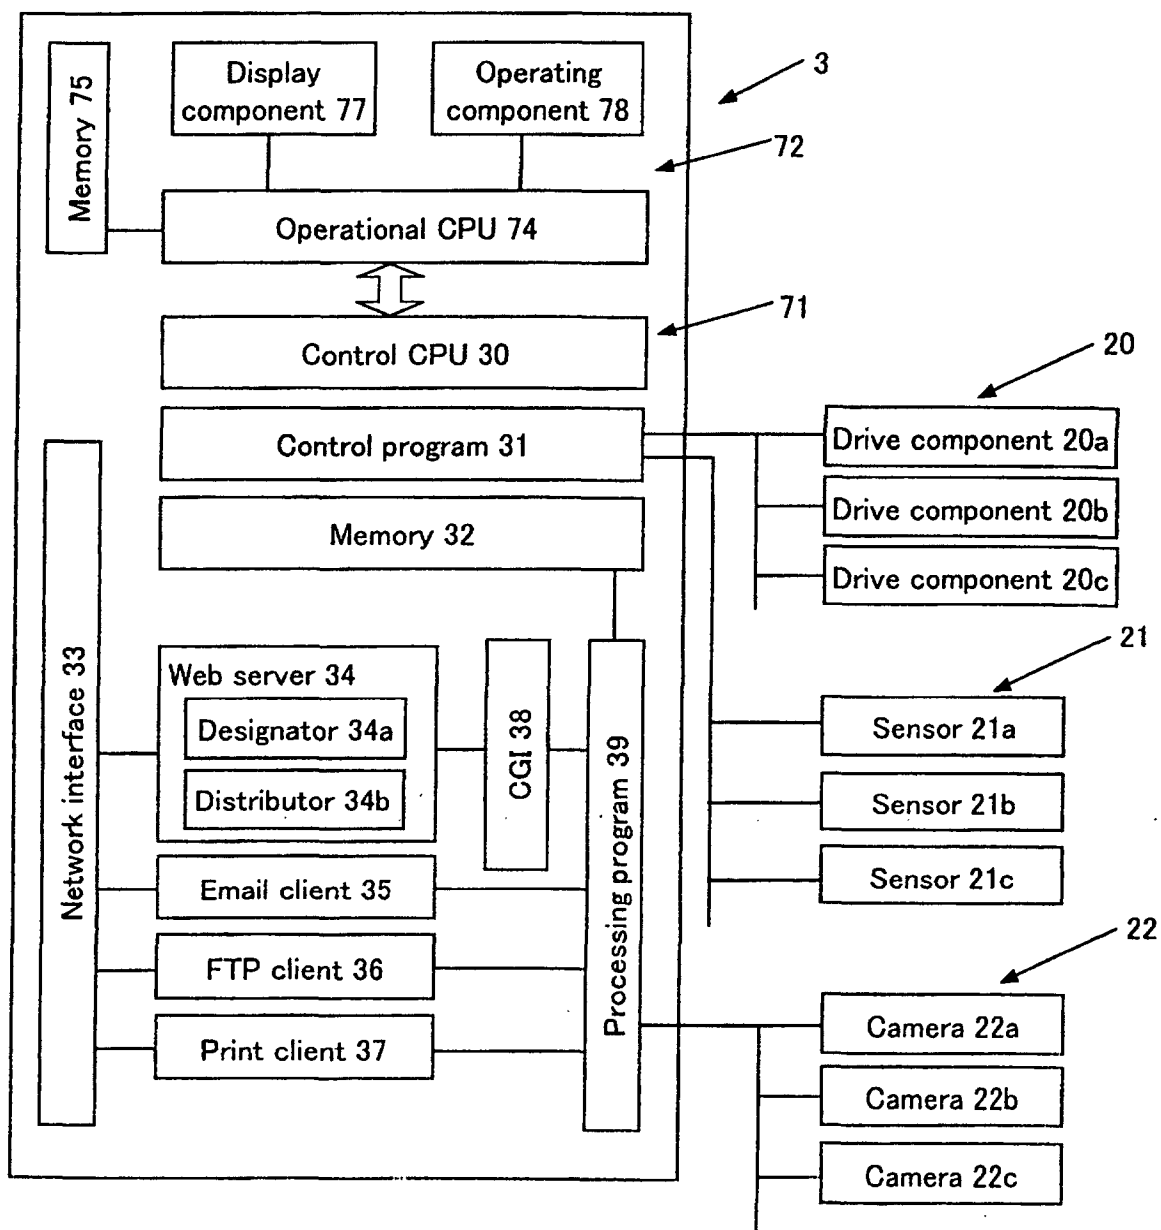 3
Memory 75
Display
component 77
Operating
component 78
72
Operational CPU 74
71
Control CPU 30
20
Control program 31
Drive component 20a
Drive component 20b
Drive component 20c
Memory 32
Network interface 33
Web server 34
Designator 34a
Distributor 34b
CGI 38
Processing program 39
Email client 35
FTP client 36
Print client 37
21
Sensor 21a
Sensor 21b
Sensor 21c
22
Camera 22a
Camera 22b
Camera 22c